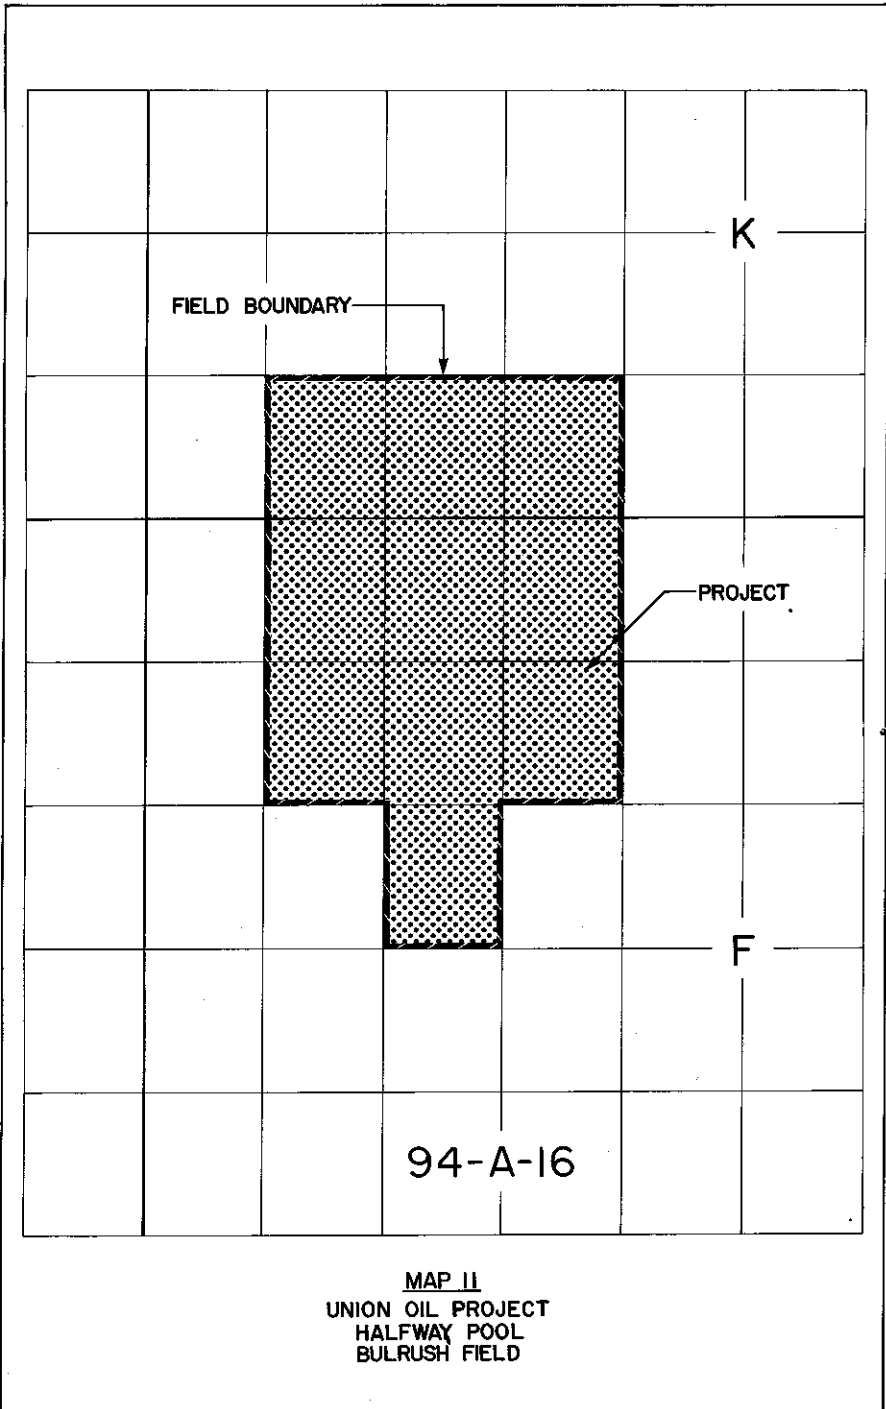 K
FIELD BOUNDARY
PROJECT
F
94-A-16
MAP 11
UNION OIL PROJECT
HALFWAY POOL
BULRUSH FIELD